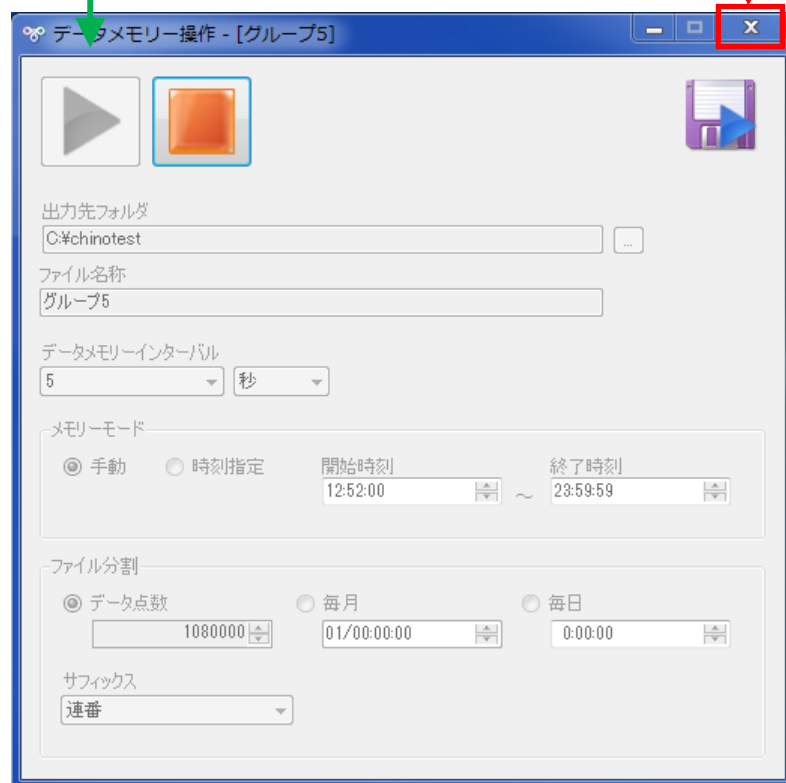 データメモリー操作 - [グループ5]
出力先フォルダ
C:¥chinotest
...
ファイル名称
グループ5
データメモリーインターバル
5 秒
メモリーモード
手動 時刻指定 開始時刻 終了時刻
12:52:00 ～ 23:59:59
ファイル分割
データ点数 毎月 毎日
1080000 01/00:00:00 0:00:00
サフィックス
連番